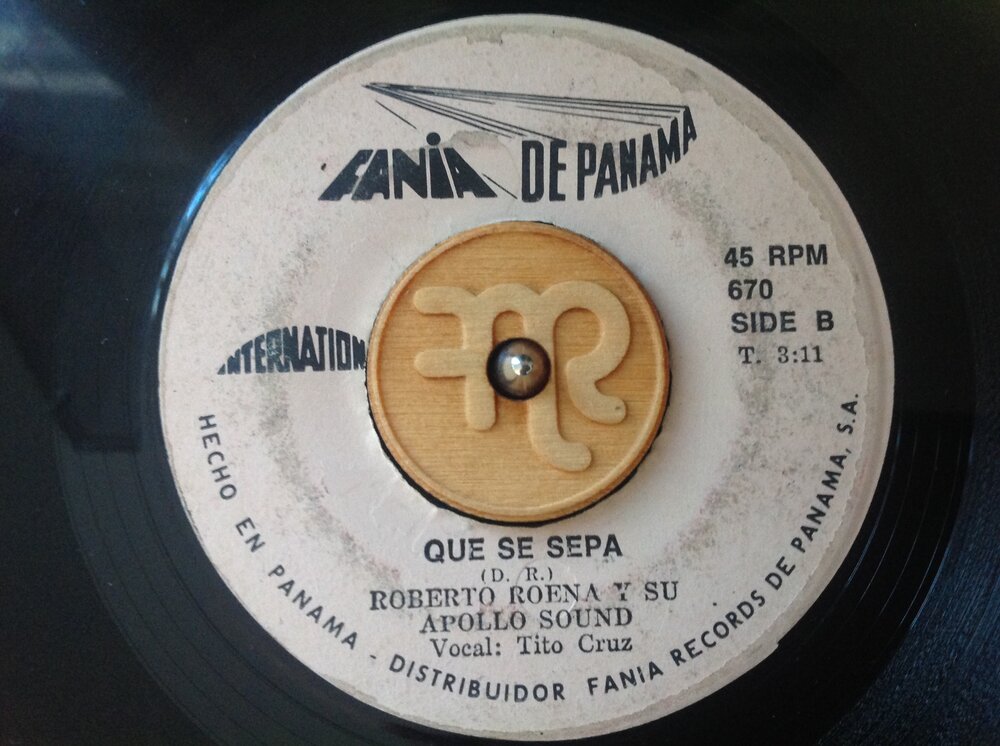 FANIA DE PANAMA
45 RPM
670
SIDE B
T. 3:11
INTERNATION
QUE SE SEPA
(D. R.)
ROBERTO ROENA Y SU
APOLLO SOUND
Vocal: Tito Cruz
HECHO EN PANAMA - DISTRIBUIDOR FANIA RECORDS DE PANAMA, S.A.